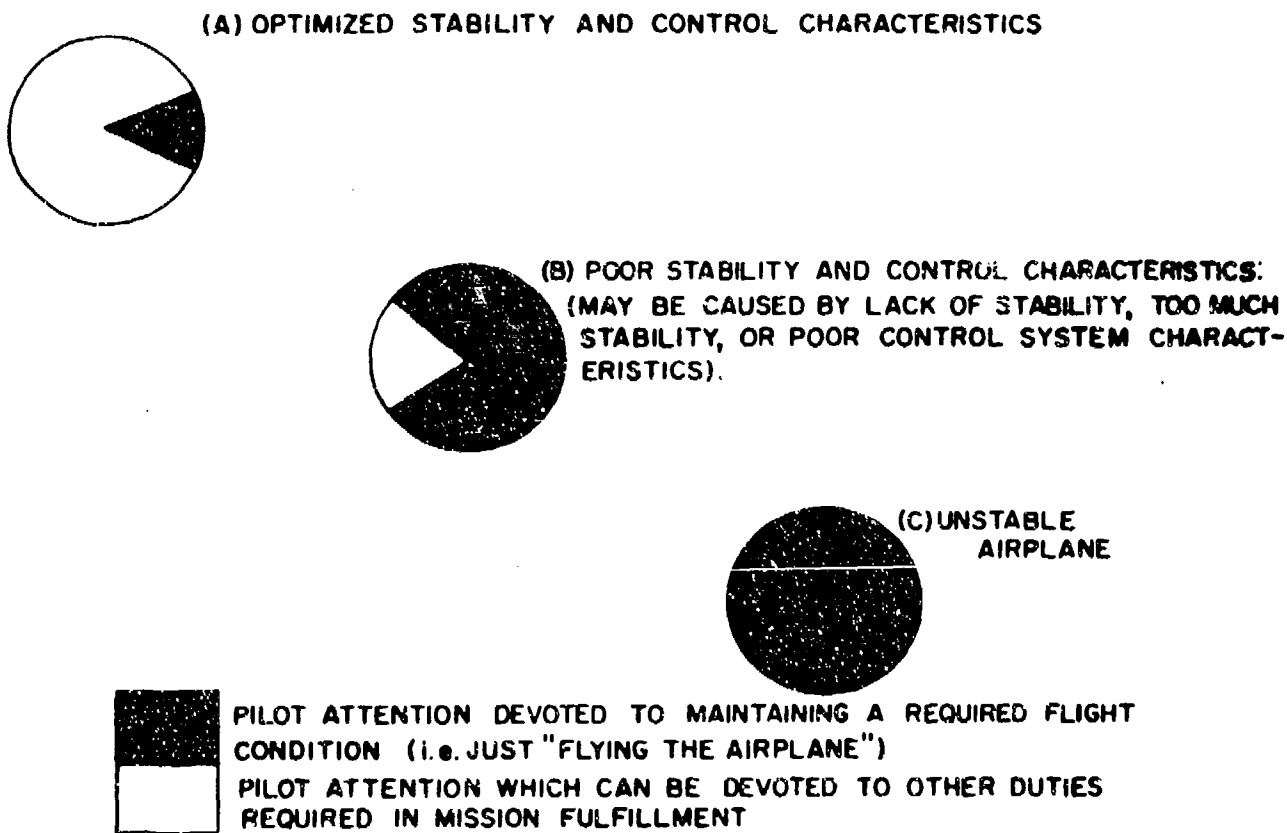 (A) OPTIMIZED STABILITY AND CONTROL CHARACTERISTICS
(B) POOR STABILITY AND CONTROL CHARACTERISTICS:
(MAY BE CAUSED BY LACK OF STABILITY, TOO MUCH
STABILITY, OR POOR CONTROL SYSTEM CHARACT-
ERISTICS).
(C) UNSTABLE
AIRPLANE
PILOT ATTENTION DEVOTED TO MAINTAINING A REQUIRED FLIGHT
CONDITION (i.e. JUST "FLYING THE AIRPLANE")
PILOT ATTENTION WHICH CAN BE DEVOTED TO OTHER DUTIES
REQUIRED IN MISSION FULFILLMENT